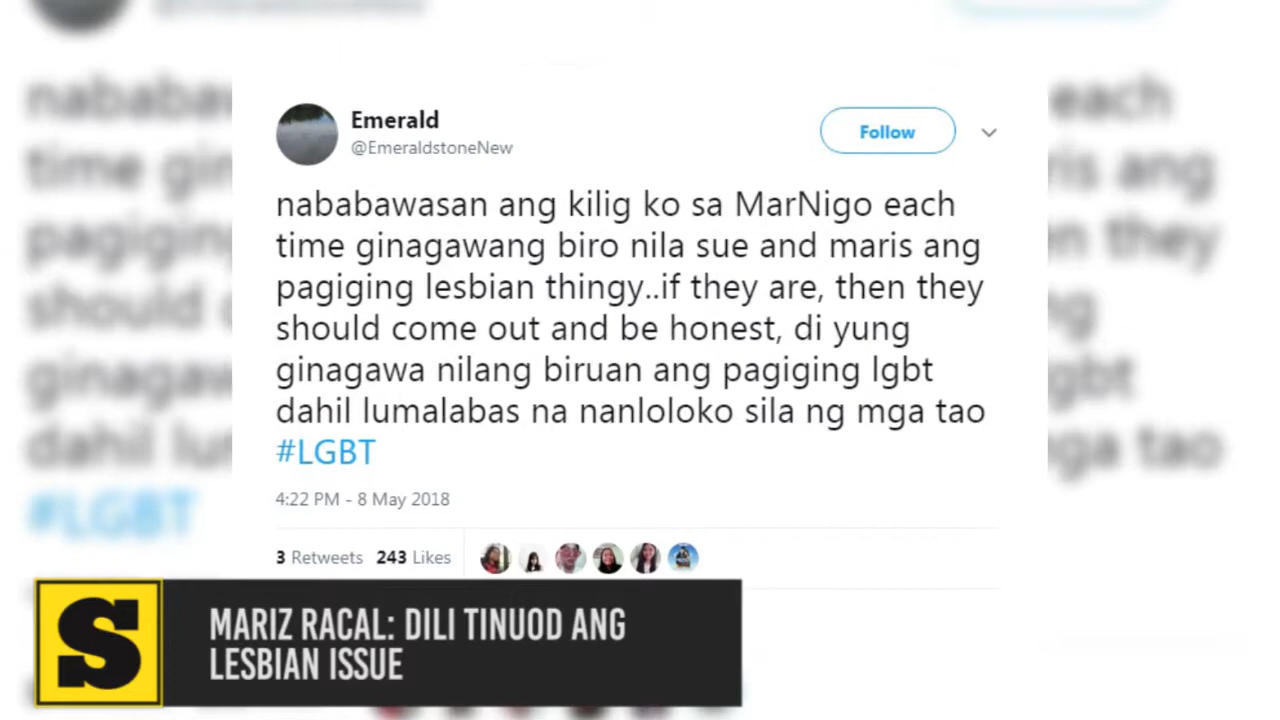 Emerald
@EmeraldstoneNew
Follow
nababawasan ang kilig ko sa MarNigo each
time ginagawang biro nila sue and maris ang
pagiging lesbian thingy..if they are, then they
should come out and be honest, di yung
ginagawa nilang biruan ang pagiging lgbt
dahil lumalabas na nanloloko sila ng mga tao
#LGBT
4:22 PM - 8 May 2018
3 Retweets 243 Likes
S
MARIZ RACAL: DILI TINUOD ANG
LESBIAN ISSUE